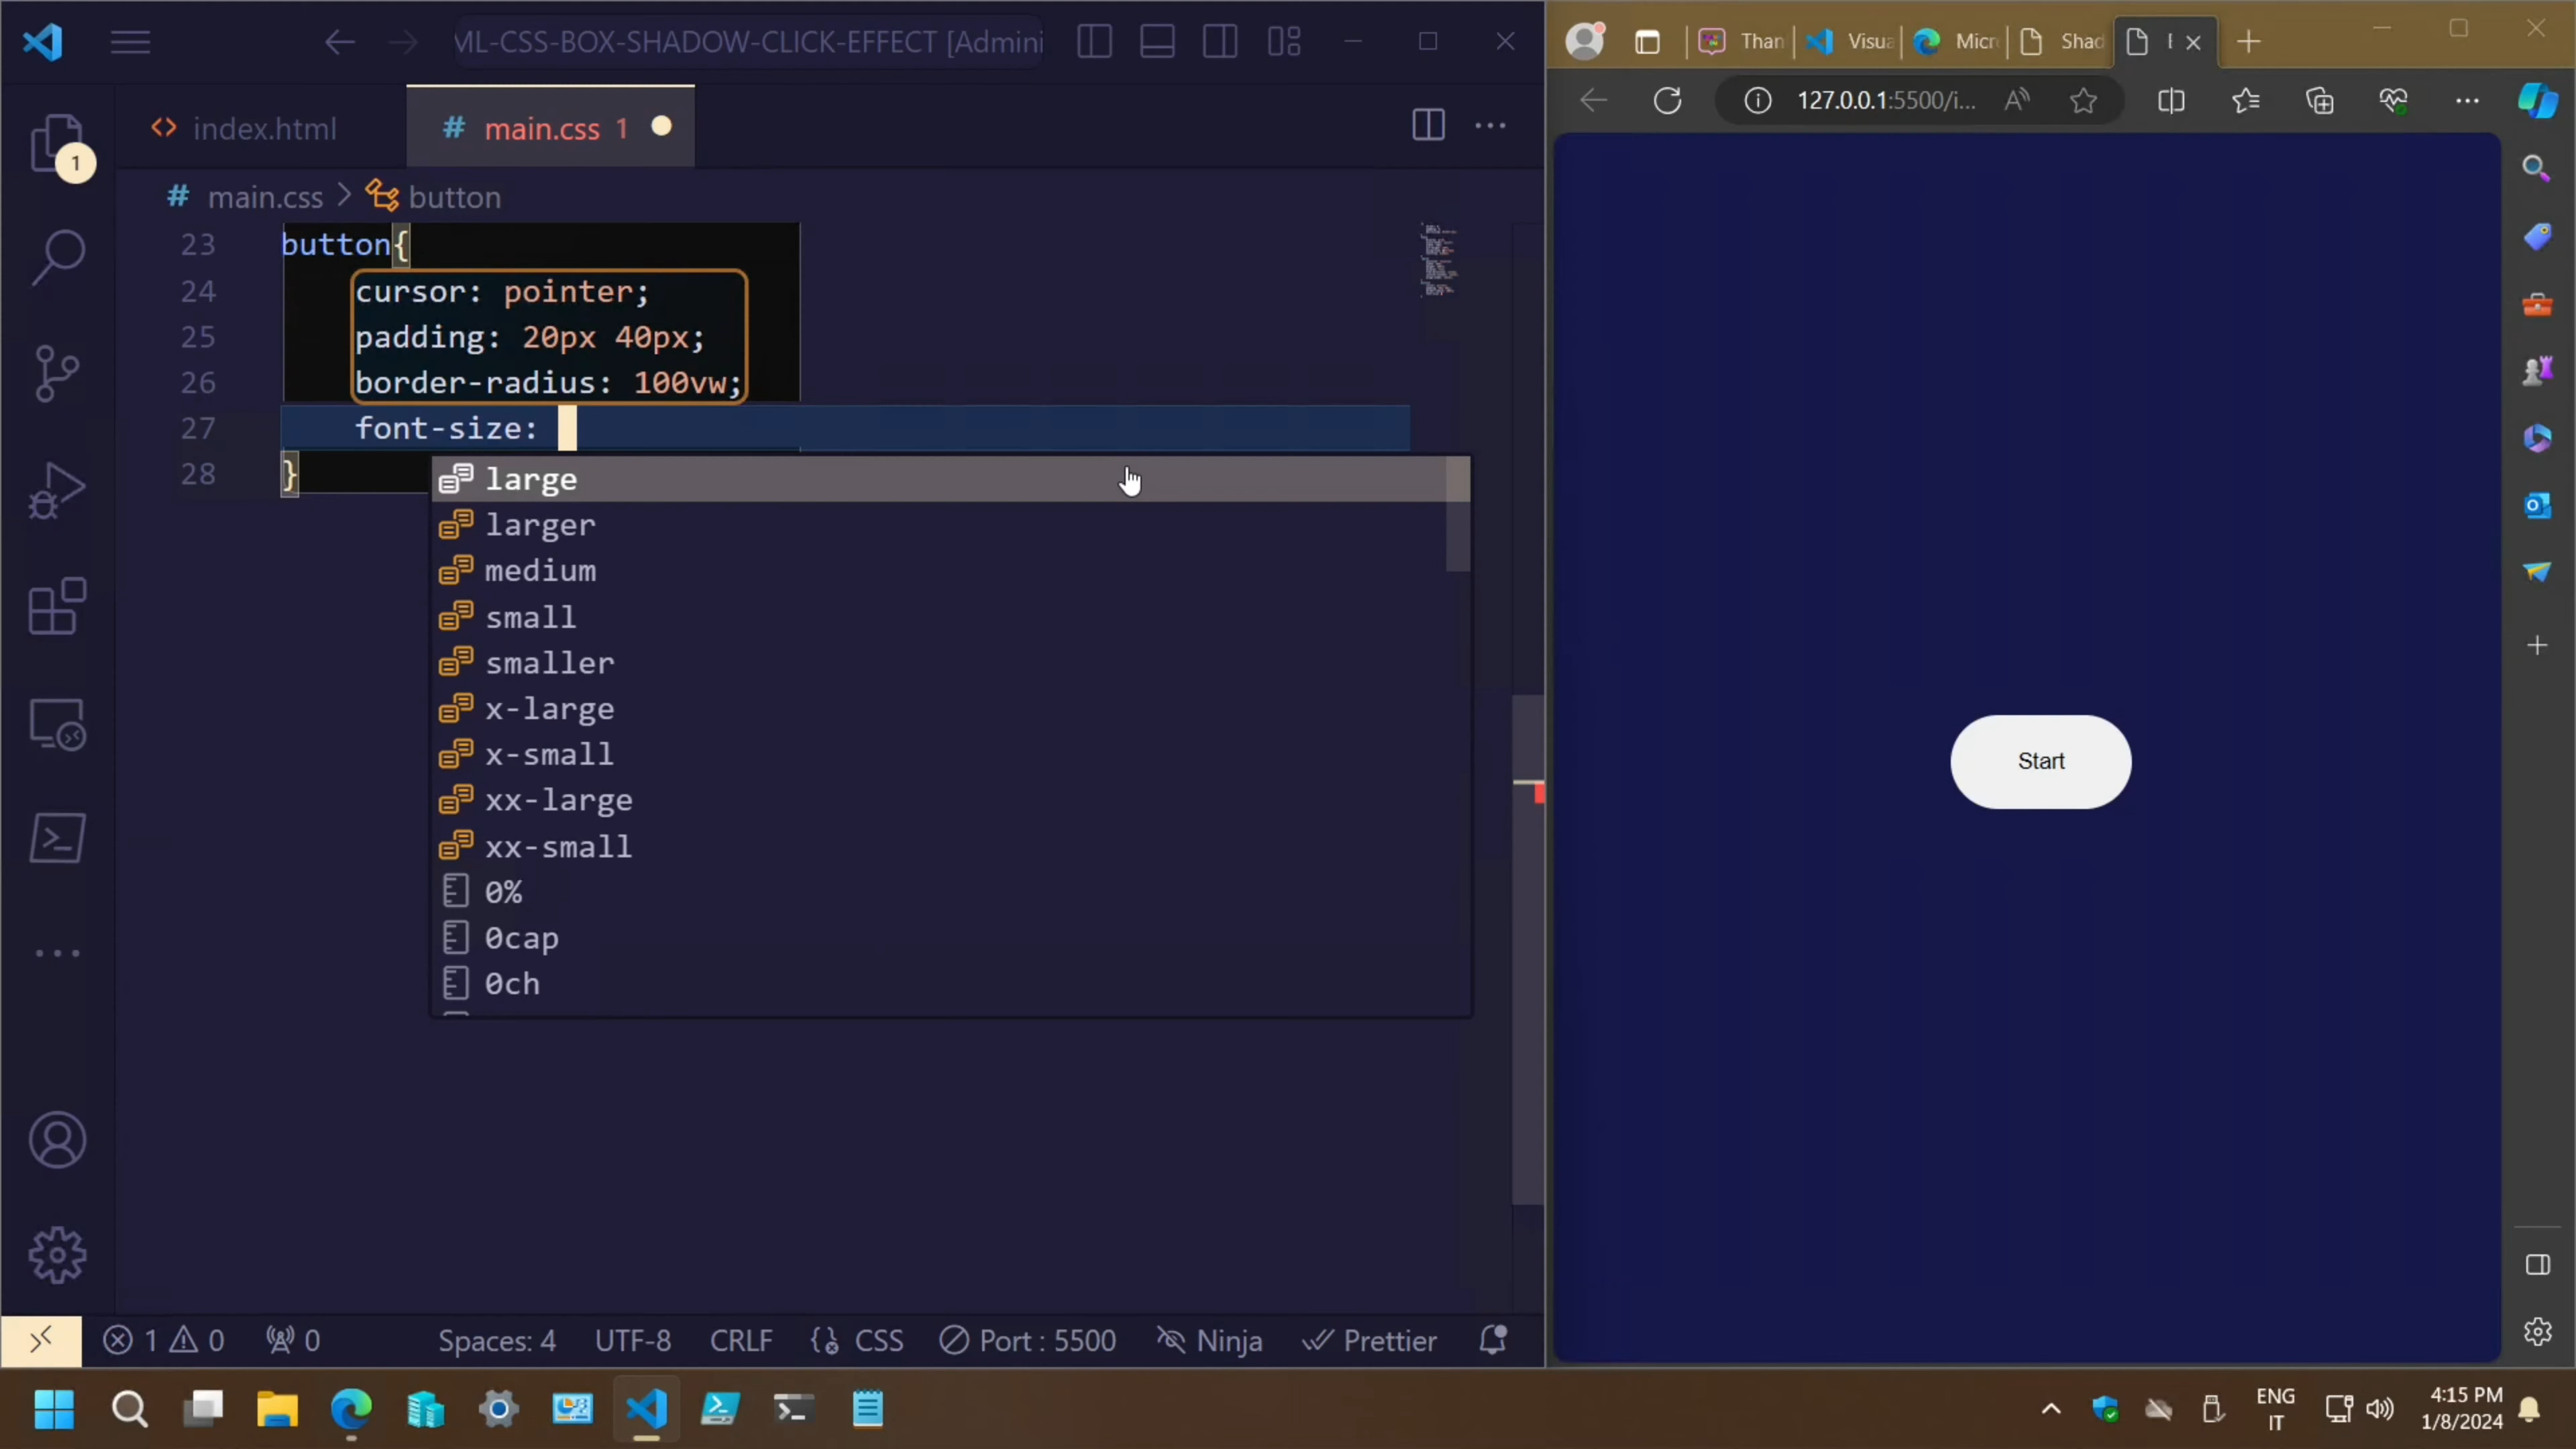 ML-CSS-BOX-SHADOW-CLICK-EFFECT [Admini
Than
Visua
Micr
Shad
127.0.0.1:5500/i...
1
index.html
# main.css 1
# main.css > button
23 button{
24 cursor: pointer;
25 padding: 20px 40px;
26 border-radius: 100vw;
27 font-size:
28 }
large
larger
medium
small
smaller
x-large
x-small
xx-large
xx-small
0%
0cap
0ch
Start
1 0 0
Spaces: 4
UTF-8
CRLF
CSS
Port : 5500
Ninja
Prettier
ENG
IT
4:15 PM
1/8/2024